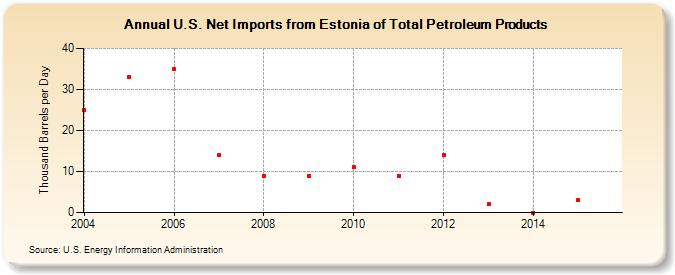 Annual U.S. Net Imports from Estonia of Total Petroleum Products
Thousand Barrels per Day
40
30
20
10
0
2004 2006 2008 2010 2012 2014
Source: U.S. Energy Information Administration